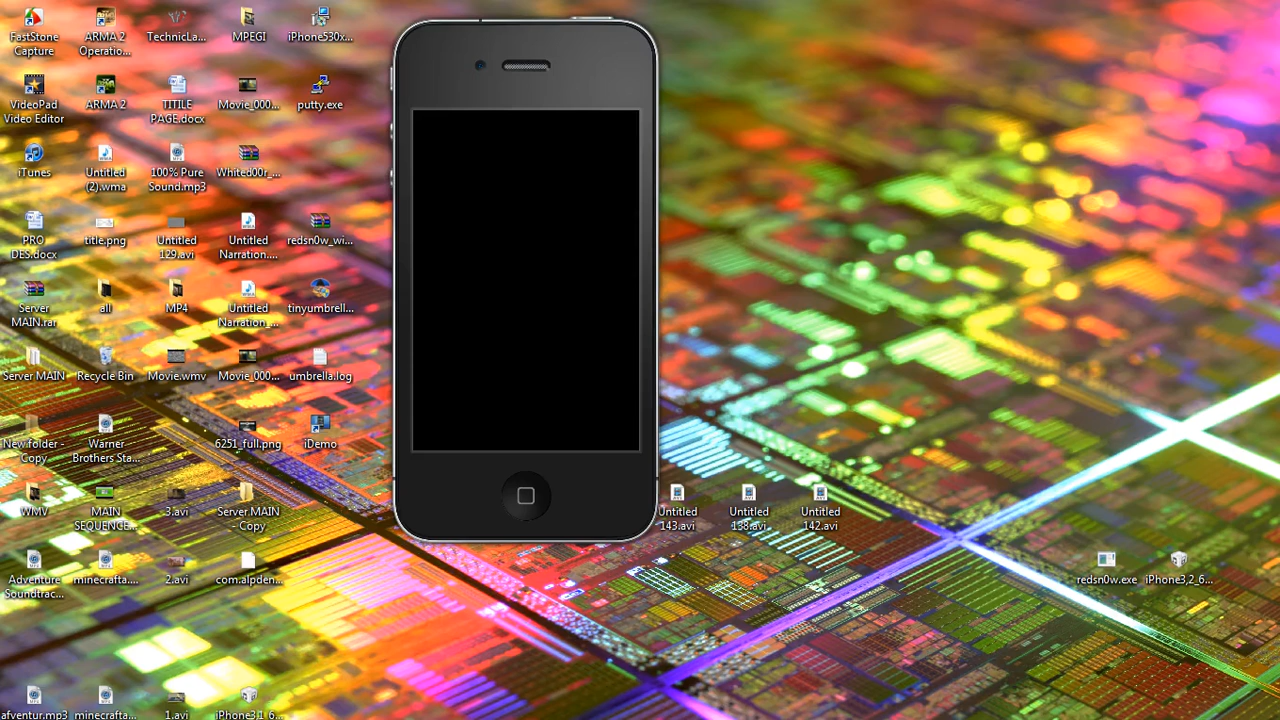 FastStone
Capture
ARMA 2
Operatio...
TechnicLa...
MPEGI
iPhone530x...
VideoPad
Video Editor
ARMA 2
TITILE
PAGE.docx
Movie_000...
putty.exe
iTunes
Untitled
(2).wma
100% Pure
Sound.mp3
Whited00r_...
PRO
DES.docx
title.png
Untitled
129.avi
Untitled
Narration....
redsn0w_wi...
Server
MAIN.rar
all
MP4
Untitled
Narration_...
tinyumbrell...
Server MAIN
Recycle Bin
Movie.wmv
Movie_000...
umbrella.log
New folder -
Copy
Warner
Brothers Sta...
6251_full.png
iDemo
WMV
MAIN
SEQUENCE...
3.avi
Server MAIN
- Copy
Untitled
143.avi
Untitled
138.avi
Untitled
142.avi
Adventure
Soundtrac...
minecrafta....
2.avi
com.alpden...
redsn0w.exe
iPhone3,2_6...
afventur.mp3
minecrafta...
1.avi
iPhone3,1_6...